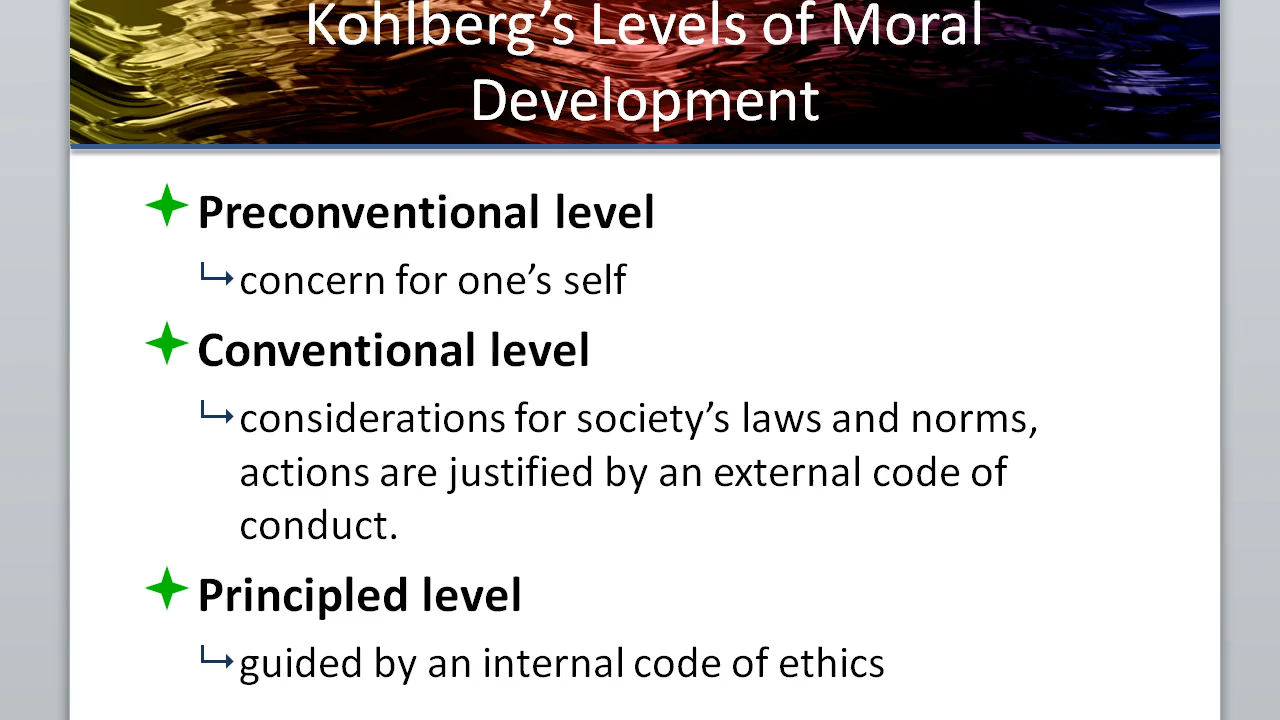 Kohlberg’s Levels of Moral
Development
Preconventional level
concern for one’s self
Conventional level
considerations for society’s laws and norms,
actions are justified by an external code of
conduct.
Principled level
guided by an internal code of ethics